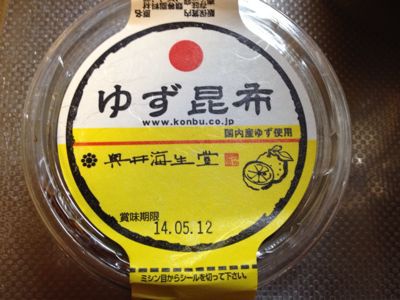 ゆず昆布
www.konbu.co.jp
国内産ゆず使用
奥井海生堂
賞味期限
14.05.12
ミシン目からシールを切って下さい。